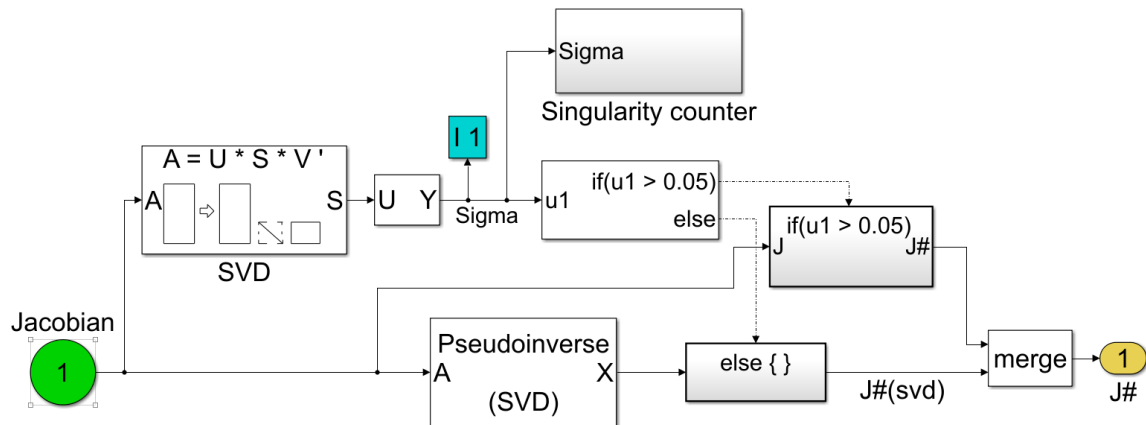 Sigma
Singularity counter
I 1
A = U * S * V '
A
S
SVD
U
Y
Sigma
u1
if(u1 > 0.05)
else
if(u1 > 0.05)
J
J#
Jacobian
1
Pseudoinverse
A
X
(SVD)
else { }
J#(svd)
merge
1
J#